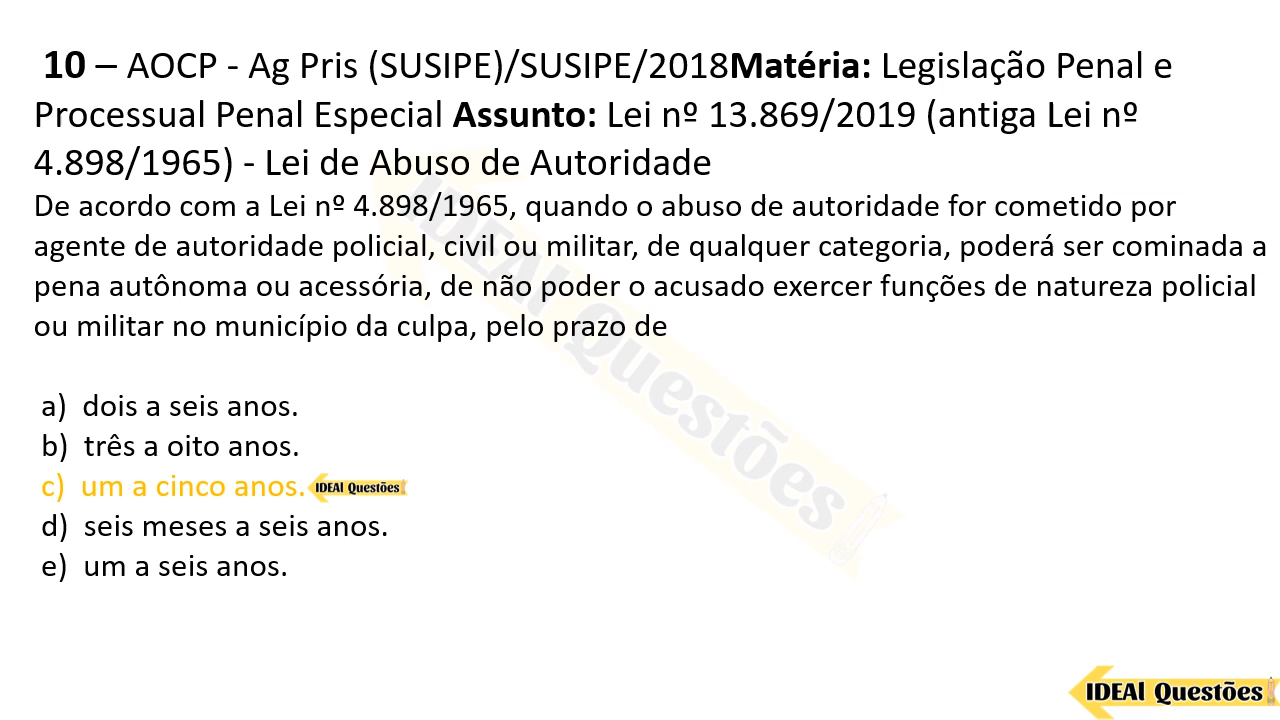 10 – AOCP - Ag Pris (SUSIPE)/SUSIPE/2018Matéria: Legislação Penal e
Processual Penal Especial Assunto: Lei nº 13.869/2019 (antiga Lei nº
4.898/1965) - Lei de Abuso de Autoridade
De acordo com a Lei nº 4.898/1965, quando o abuso de autoridade for cometido por
agente de autoridade policial, civil ou militar, de qualquer categoria, poderá ser cominada a
pena autônoma ou acessória, de não poder o acusado exercer funções de natureza policial
ou militar no município da culpa, pelo prazo de
a) dois a seis anos.
b) três a oito anos.
c) um a cinco anos. IDEAl Questões
d) seis meses a seis anos.
e) um a seis anos.
IDEAl Questões
IDEAl Questões